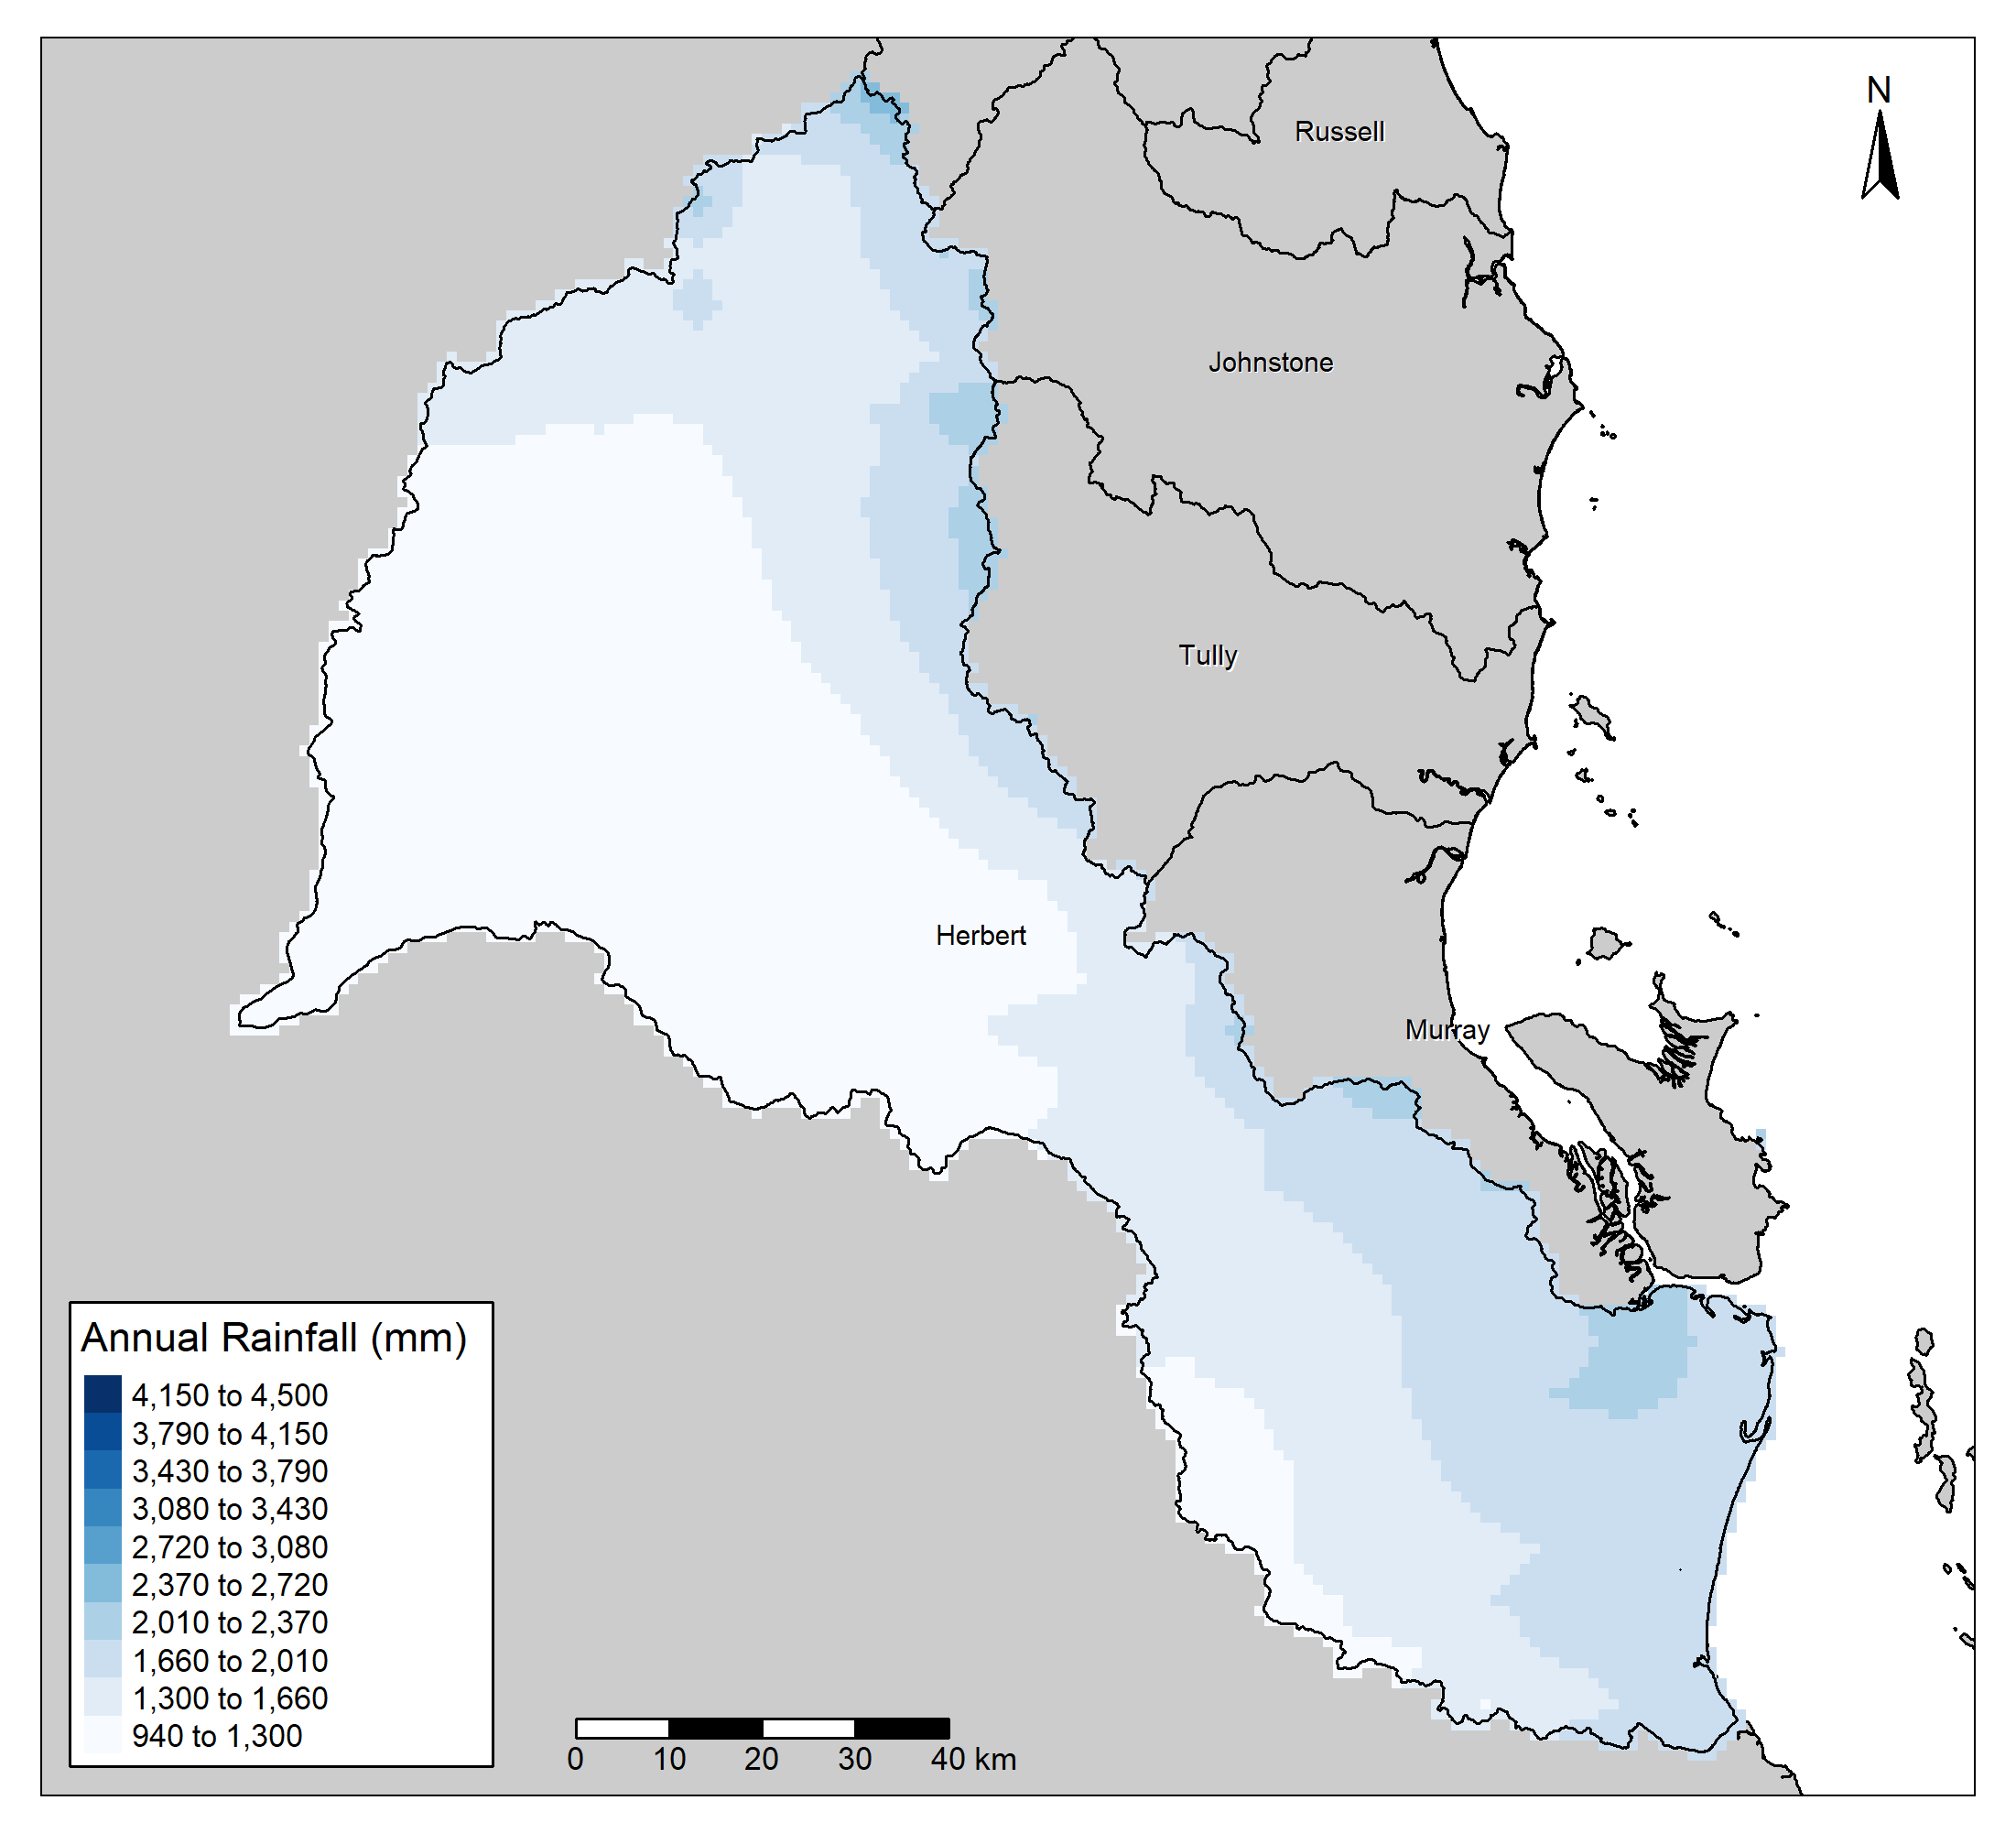 N
Russell
Johnstone
Tully
Herbert
Murray
Annual Rainfall (mm)
4,150 to 4,500
3,790 to 4,150
3,430 to 3,790
3,080 to 3,430
2,720 to 3,080
2,370 to 2,720
2,010 to 2,370
1,660 to 2,010
1,300 to 1,660
940 to 1,300
0 10 20 30 40 km